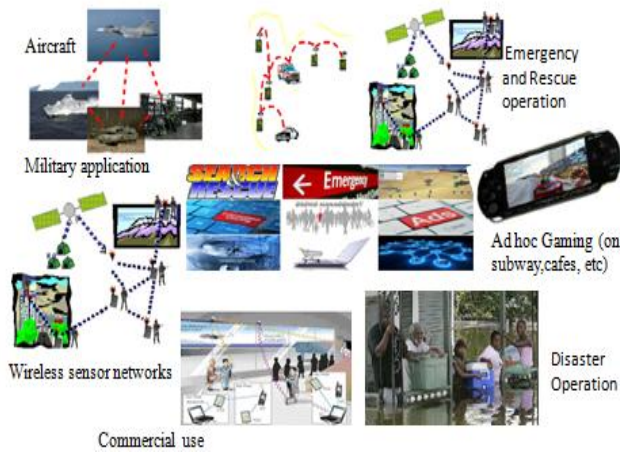 Aircraft
Emergency
and Rescue
operation
Military application
SEARCH
RESCUE
Emergency
Ads
Ad hoc Gaming (on
subway,cafes, etc)
Wireless sensor networks
Disaster
Operation
Commercial use